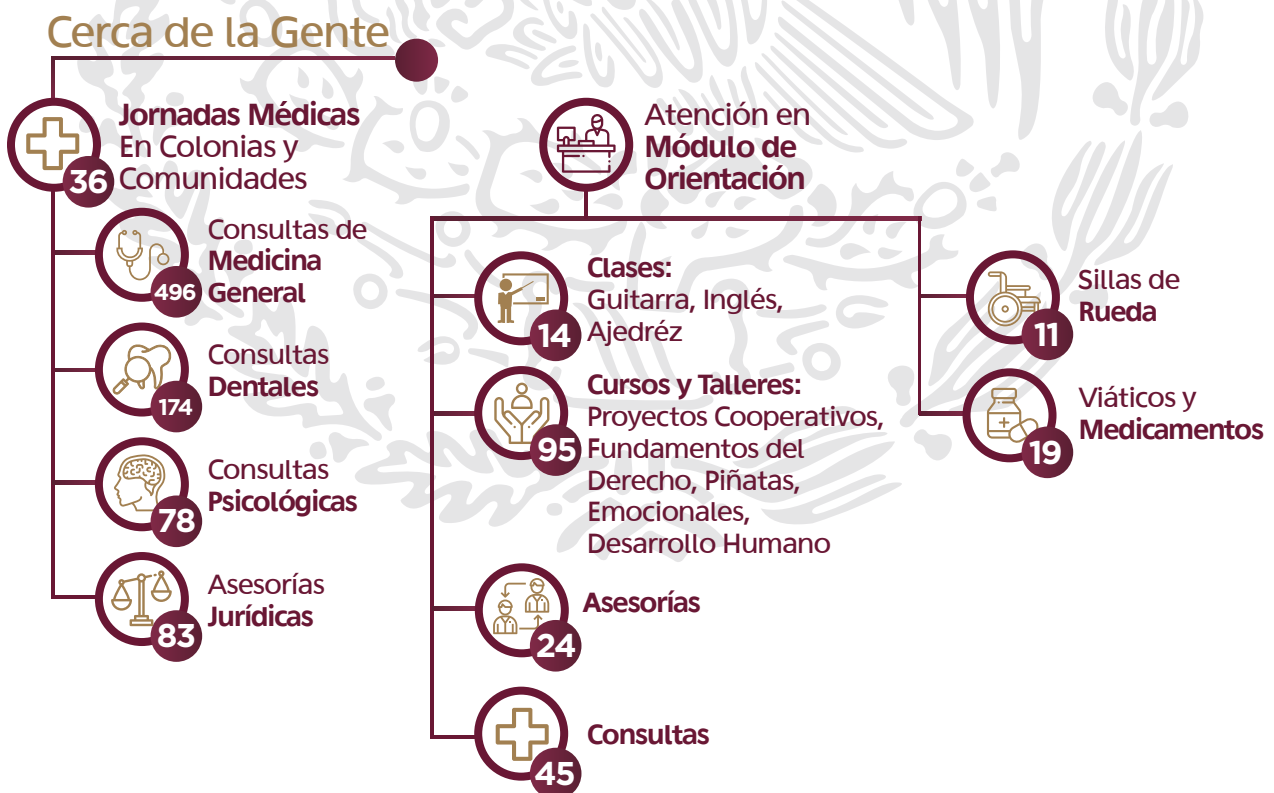 Cerca de la Gente
Jornadas Médicas
En Colonias y
Comunidades
36
Consultas de
Medicina
General
496
Consultas
Dentales
174
Consultas
Psicológicas
78
Asesorías
Jurídicas
83
Atención en
Módulo de
Orientación
Clases:
Guitarra, Inglés,
Ajedréz
14
Cursos y Talleres:
Proyectos Cooperativos,
Fundamentos del
Derecho, Piñatas,
Emocionales,
Desarrollo Humano
95
Asesorías
24
Consultas
45
Sillas de
Rueda
11
Viáticos y
Medicamentos
19